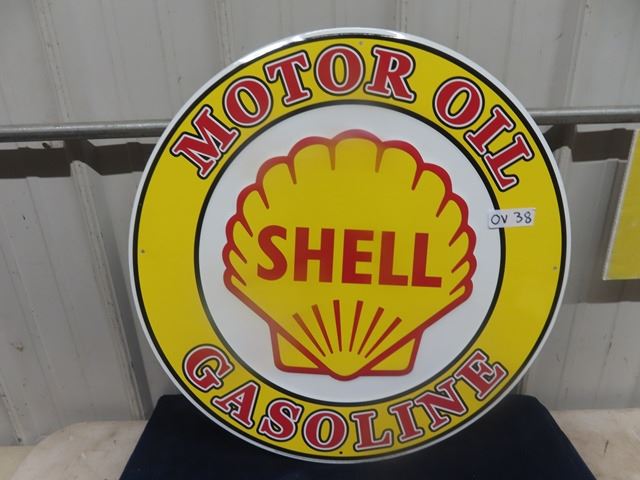 MOTOR OIL
SHELL
OV 38
GASOLINE